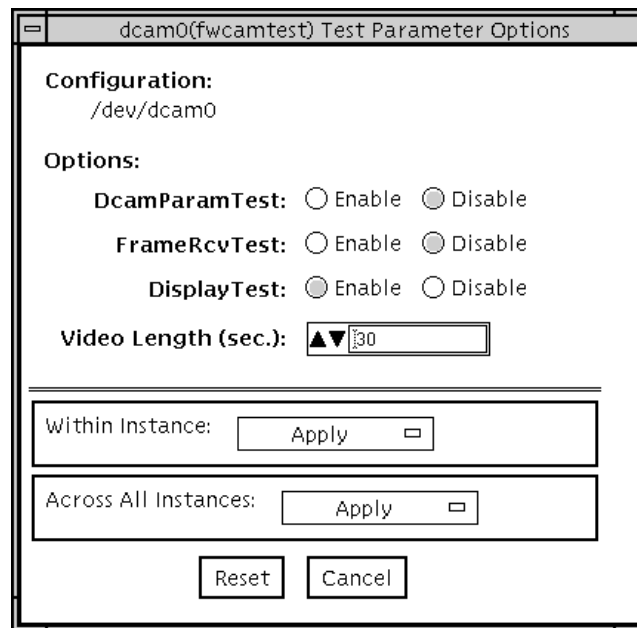 dcam0(fwcamtest) Test Parameter Options
Configuration:
/dev/dcam0
Options:
DcamParamTest: Enable Disable
FrameRcvTest: Enable Disable
DisplayTest: Enable Disable
Video Length (sec.): 30
Within Instance: Apply
Across All Instances: Apply
Reset Cancel